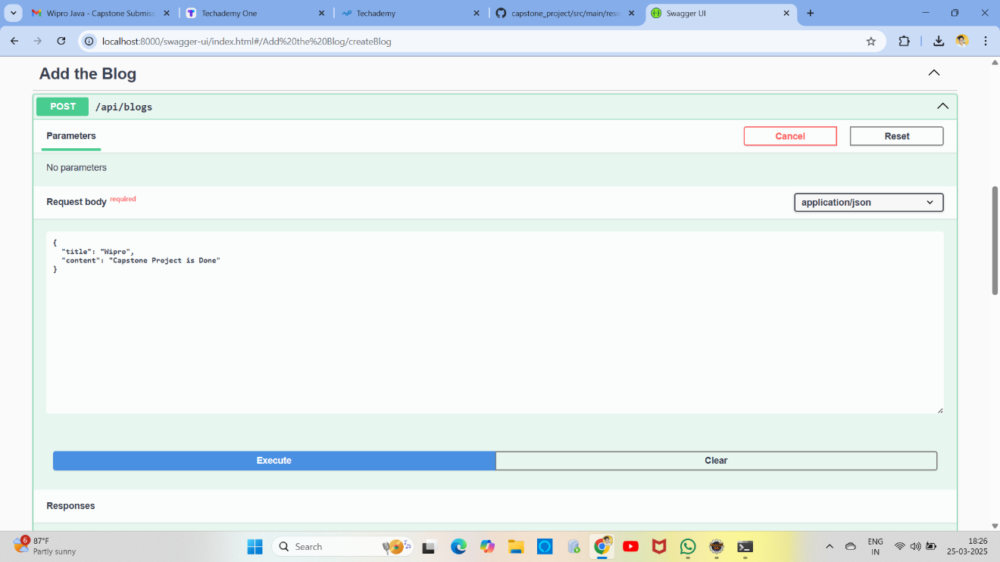 Wipro Java - Capstone Submiss
Techademy One
Techademy
capstone_project/src/main/reso
Swagger UI
localhost:8000/swagger-ui/index.html#/Add%20the%20Blog/createBlog
Add the Blog
POST /api/blogs
Parameters
Cancel
Reset
No parameters
Request body required
application/json
{
"title": "Wipro",
"content": "Capstone Project is Done"
}
Execute
Clear
Responses
6
87°F
Partly sunny
Search
ENG
IN
18:26
25-03-2025